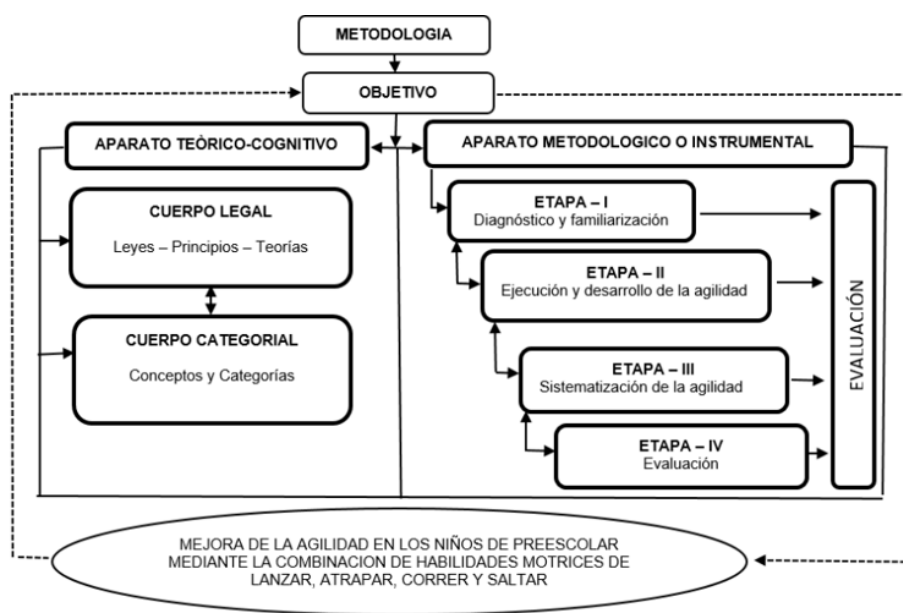 METODOLOGIA
OBJETIVO
APARATO TEÒRICO-COGNITIVO
CUERPO LEGAL
Leyes – Principios – Teorías
CUERPO CATEGORIAL
Conceptos y Categorías
APARATO METODOLOGICO O INSTRUMENTAL
ETAPA – I
Diagnóstico y familiarización
ETAPA – II
Ejecución y desarrollo de la agilidad
ETAPA – III
Sistematización de la agilidad
ETAPA – IV
Evaluación
EVALUACIÓN
MEJORA DE LA AGILIDAD EN LOS NIÑOS DE PREESCOLAR
MEDIANTE LA COMBINACION DE HABILIDADES MOTRICES DE
LANZAR, ATRAPAR, CORRER Y SALTAR